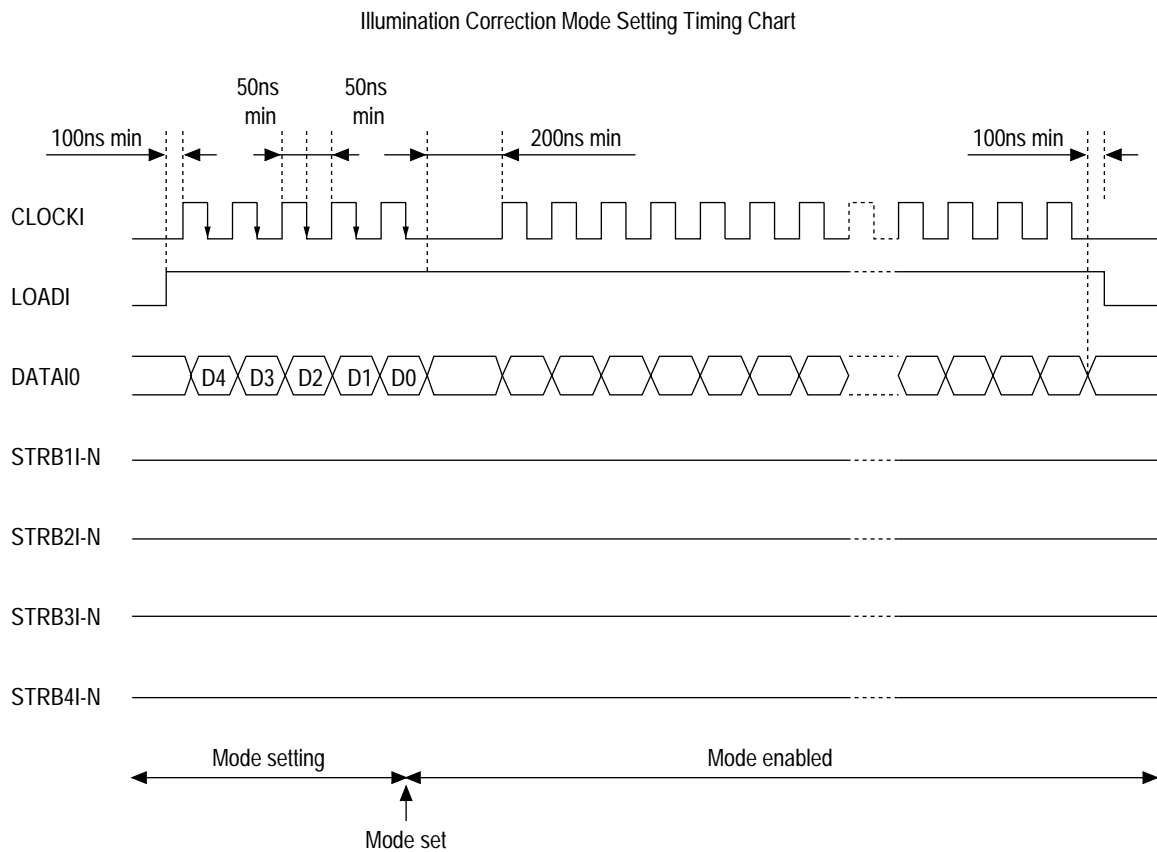 Illumination Correction Mode Setting Timing Chart
50ns
min
50ns
min
100ns min
200ns min
100ns min
CLOCKI
LOADI
DATAI0
D4 D3 D2 D1 D0
STRB1I-N
STRB2I-N
STRB3I-N
STRB4I-N
Mode setting
Mode enabled
Mode set